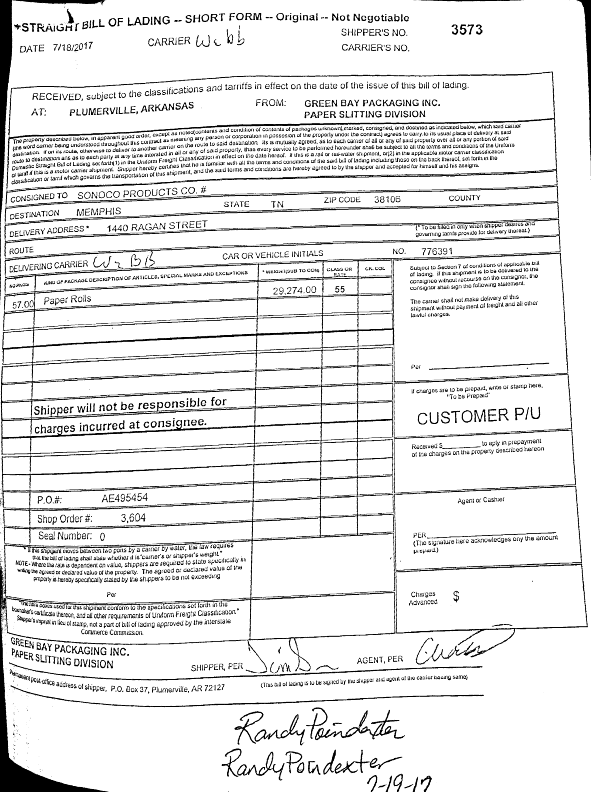 *STRAIGHT BILL OF LADING -- SHORT FORM -- Original -- Not Negotiable
SHIPPER'S NO. 3573
DATE 7/18/2017 CARRIER Webb
CARRIER'S NO.
RECEIVED, subject to the classifications and tariffs in effect on the date of the issue of this bill of lading.
AT: PLUMERVILLE, ARKANSAS FROM: GREEN BAY PACKAGING INC.
PAPER SLITTING DIVISION
CONSIGNED TO SONOCO PRODUCTS CO. #
DESTINATION MEMPHIS STATE TN ZIP CODE 38106 COUNTY
DELIVERY ADDRESS * 1440 RAGAN STREET
(* To be filled in only when shipper desires and
governing tariffs provide for delivery thereat.)
ROUTE
DELIVERING CARRIER WEBB CAR OR VEHICLE INITIALS NO. 776391
KIND OF PACKAGE DESCRIPTION OF ARTICLES, SPECIAL MARKS AND EXCEPTIONS * WEIGHT (SUB TO COR) CLASS OR RATE CK. COL
57.00 Paper Rolls 29,274.00 55
Subject to Section 7 of conditions of applicable bill
of lading. If this shipment is to be delivered to the
consignee without recourse on the consignor, the
consignor shall sign the following statement.
The carrier shall not make delivery of this
shipment without payment of freight and all other
lawful charges.
Per
If charges are to be prepaid, write or stamp here,
"To be Prepaid"
CUSTOMER P/U
Shipper will not be responsible for
charges incurred at consignee.
Received $ to apply in prepayment
of the charges on the property described hereon
Agent or Cashier
P.O.#: AE495454
Shop Order #: 3,604
Seal Number: 0
PER
(The signature here acknowledges only the amount
prepaid.)
* If the shipment moves between two ports by a carrier by water, the law requires
that the bill of lading shall state whether it is "carrier's or shipper's weight."
NOTE - Where the rate is dependent on value, shippers are required to state specifically in
writing the agreed or declared value of the property. The agreed or declared value of the
property is hereby specifically stated by the shippers to be not exceeding
Per
Charges
Advanced $
Shipper's imprint in lieu of stamp, not a part of bill of lading approved by the Interstate
Commerce Commission.
GREEN BAY PACKAGING INC.
PAPER SLITTING DIVISION
SHIPPER, PER AGENT, PER
(This bill of lading is to be signed by the shipper and agent of the carrier issuing same)
Permanent post office address of shipper, P.O. Box 37, Plumerville, AR 72127
Randy Poindexter
Randy Poindexter
7-19-17